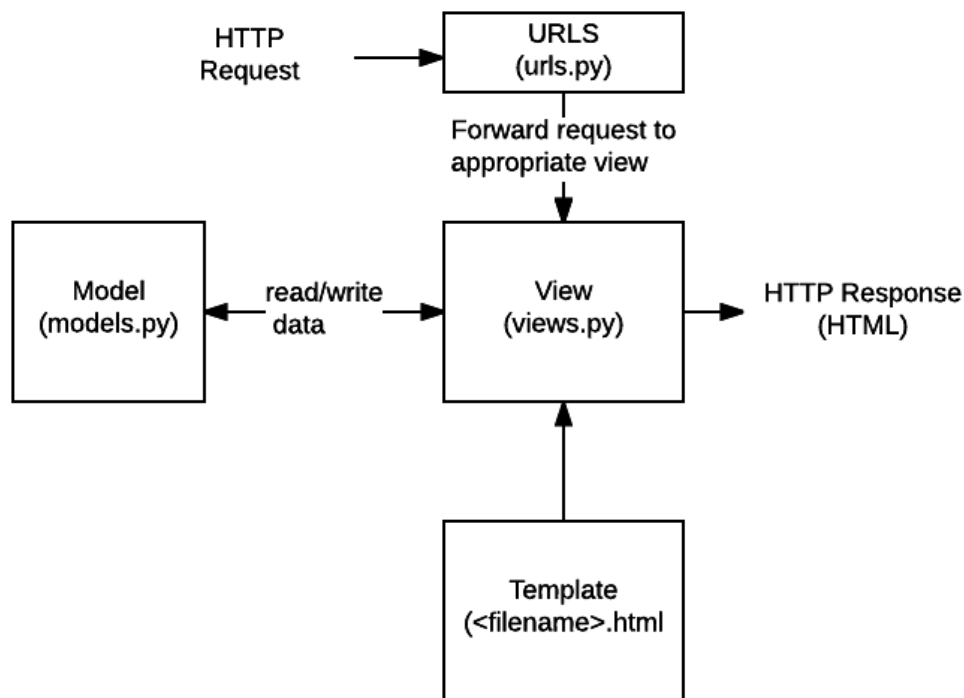 HTTP
Request
URLS
(urls.py)
Forward request to
appropriate view
Model
(models.py)
read/write
data
View
(views.py)
HTTP Response
(HTML)
Template
(<filename>.html